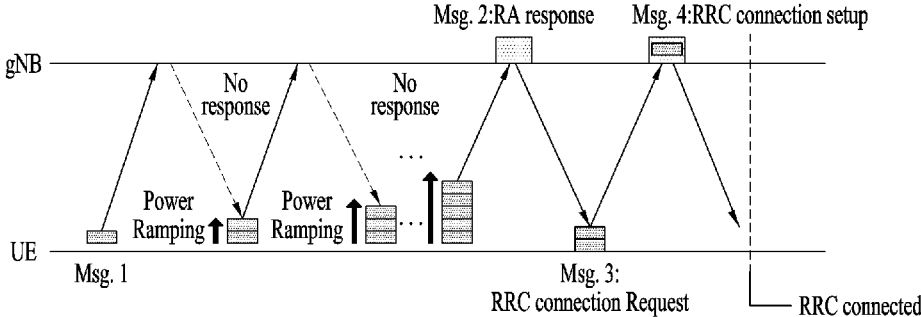 Msg. 2:RA response
Msg. 4:RRC connection setup
gNB
No
response
No
response
...
Power
Ramping
Power
Ramping
...
UE
Msg. 1
Msg. 3:
RRC connection Request
RRC connected